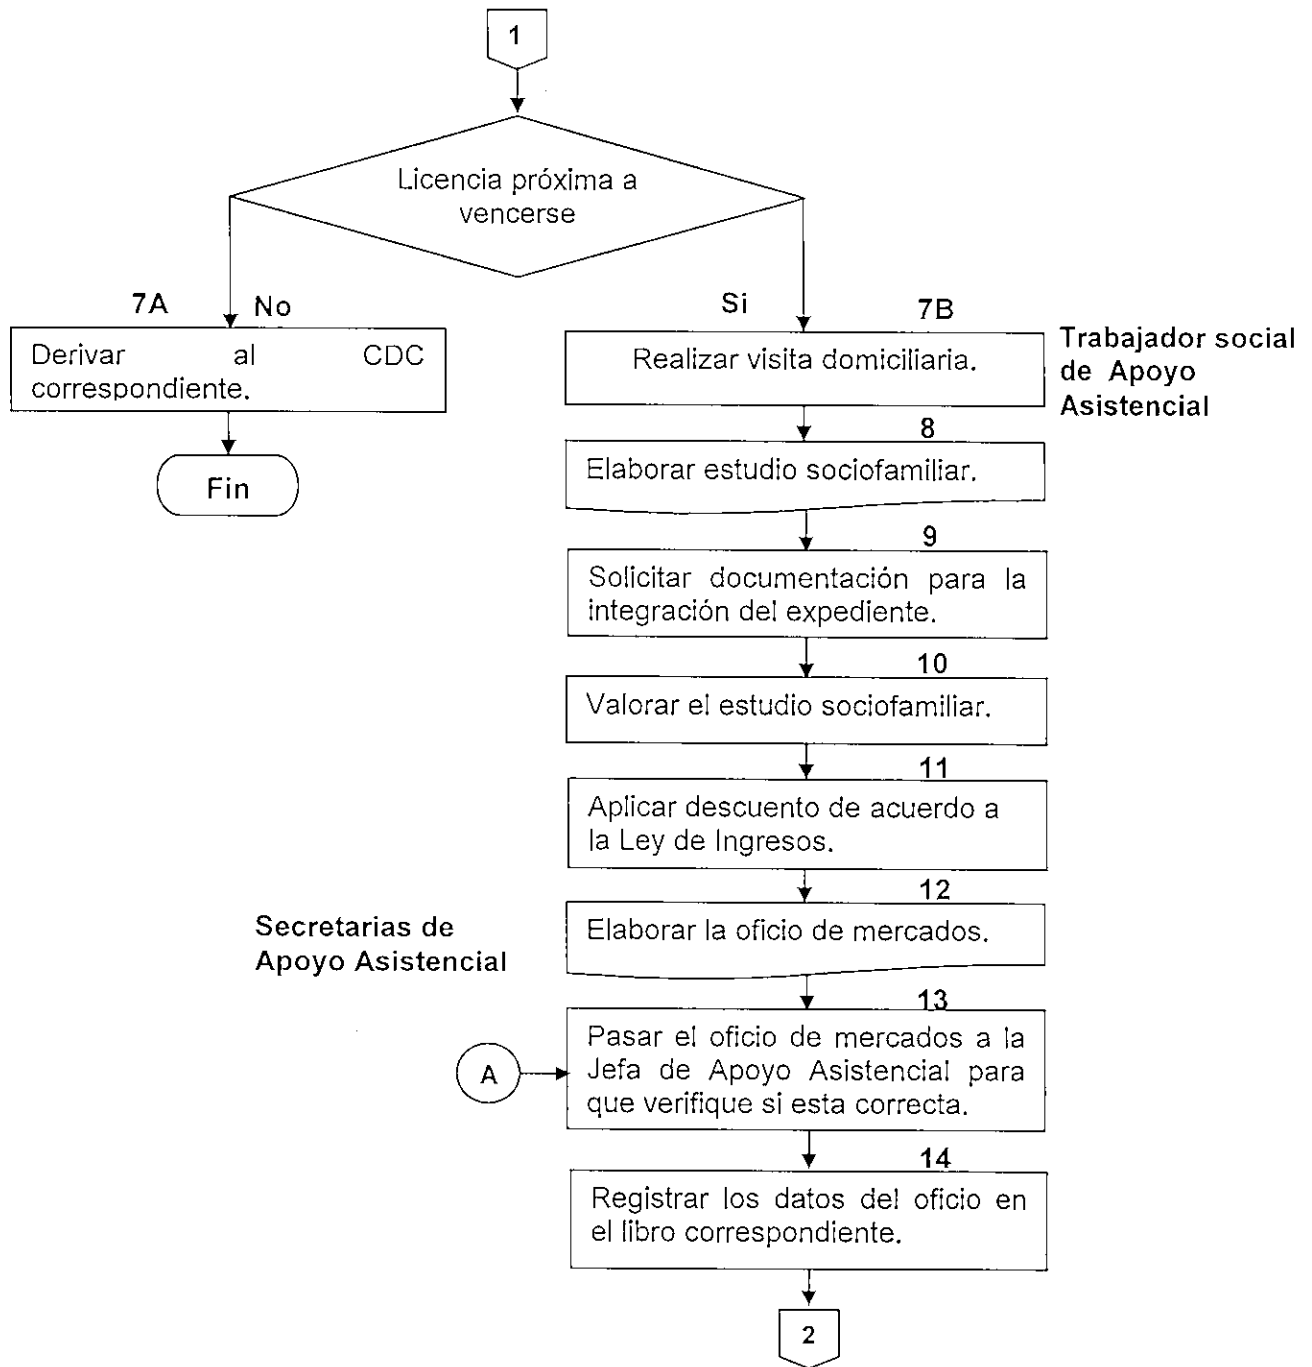 1
Licencia próxima a
vencerse
7A
No
Derivar al CDC
correspondiente.
Fin
Si
7B
Realizar visita domiciliaria.
Trabajador social
de Apoyo
Asistencial
8
Elaborar estudio sociofamiliar.
9
Solicitar documentación para la
integración del expediente.
10
Valorar el estudio sociofamiliar.
11
Aplicar descuento de acuerdo a
la Ley de Ingresos.
12
Secretarias de
Apoyo Asistencial
Elaborar la oficio de mercados.
13
A
Pasar el oficio de mercados a la
Jefa de Apoyo Asistencial para
que verifique si esta correcta.
14
Registrar los datos del oficio en
el libro correspondiente.
2